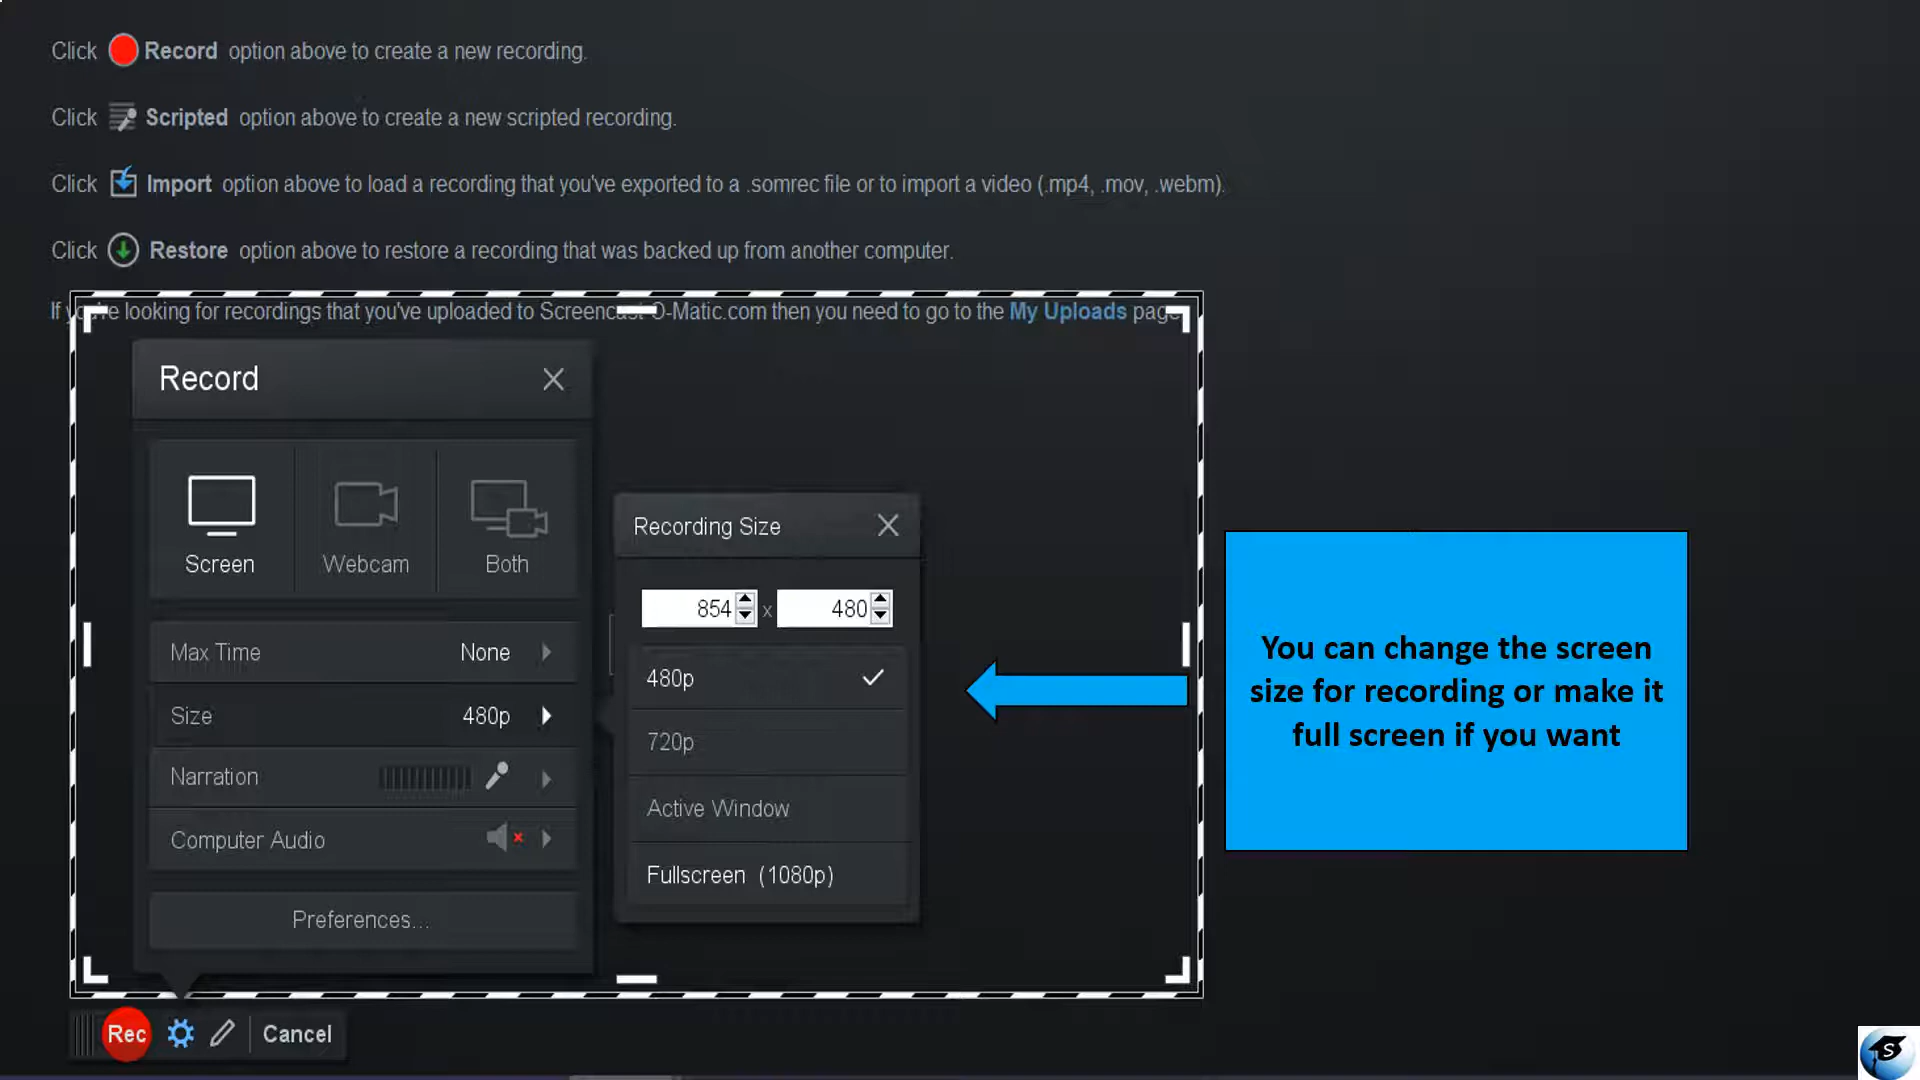 Click Record option above to create a new recording.
Click Scripted option above to create a new scripted recording.
Click Import option above to load a recording that you've exported to a .somrec file or to import a video (.mp4, .mov, .webm).
Click Restore option above to restore a recording that was backed up from another computer.
If you're looking for recordings that you've uploaded to Screencast-O-Matic.com then you need to go to the My Uploads page
Record
Screen Webcam Both
Max Time None
Size 480p
Narration
Computer Audio
Preferences...
Recording Size
854 x 480
480p
720p
Active Window
Fullscreen (1080p)
You can change the screen
size for recording or make it
full screen if you want
Rec Cancel
S